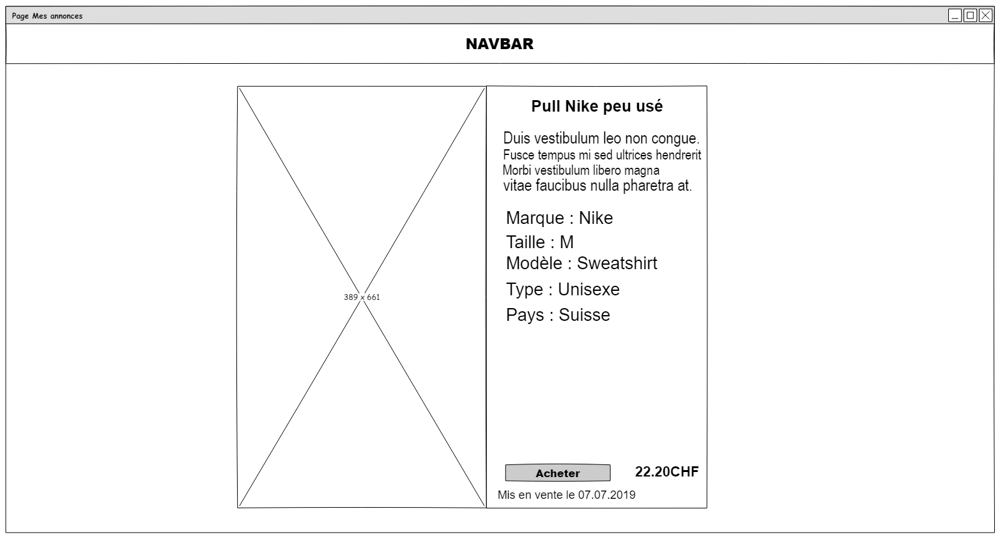 Page Mes annonces
NAVBAR
Pull Nike peu usé
Duis vestibulum leo non congue.
Fusce tempus mi sed ultrices hendrerit
Morbi vestibulum libero magna
vitae faucibus nulla pharetra at.
Marque : Nike
Taille : M
Modèle : Sweatshirt
Type : Unisexe
Pays : Suisse
389 x 661
Acheter
22.20CHF
Mis en vente le 07.07.2019